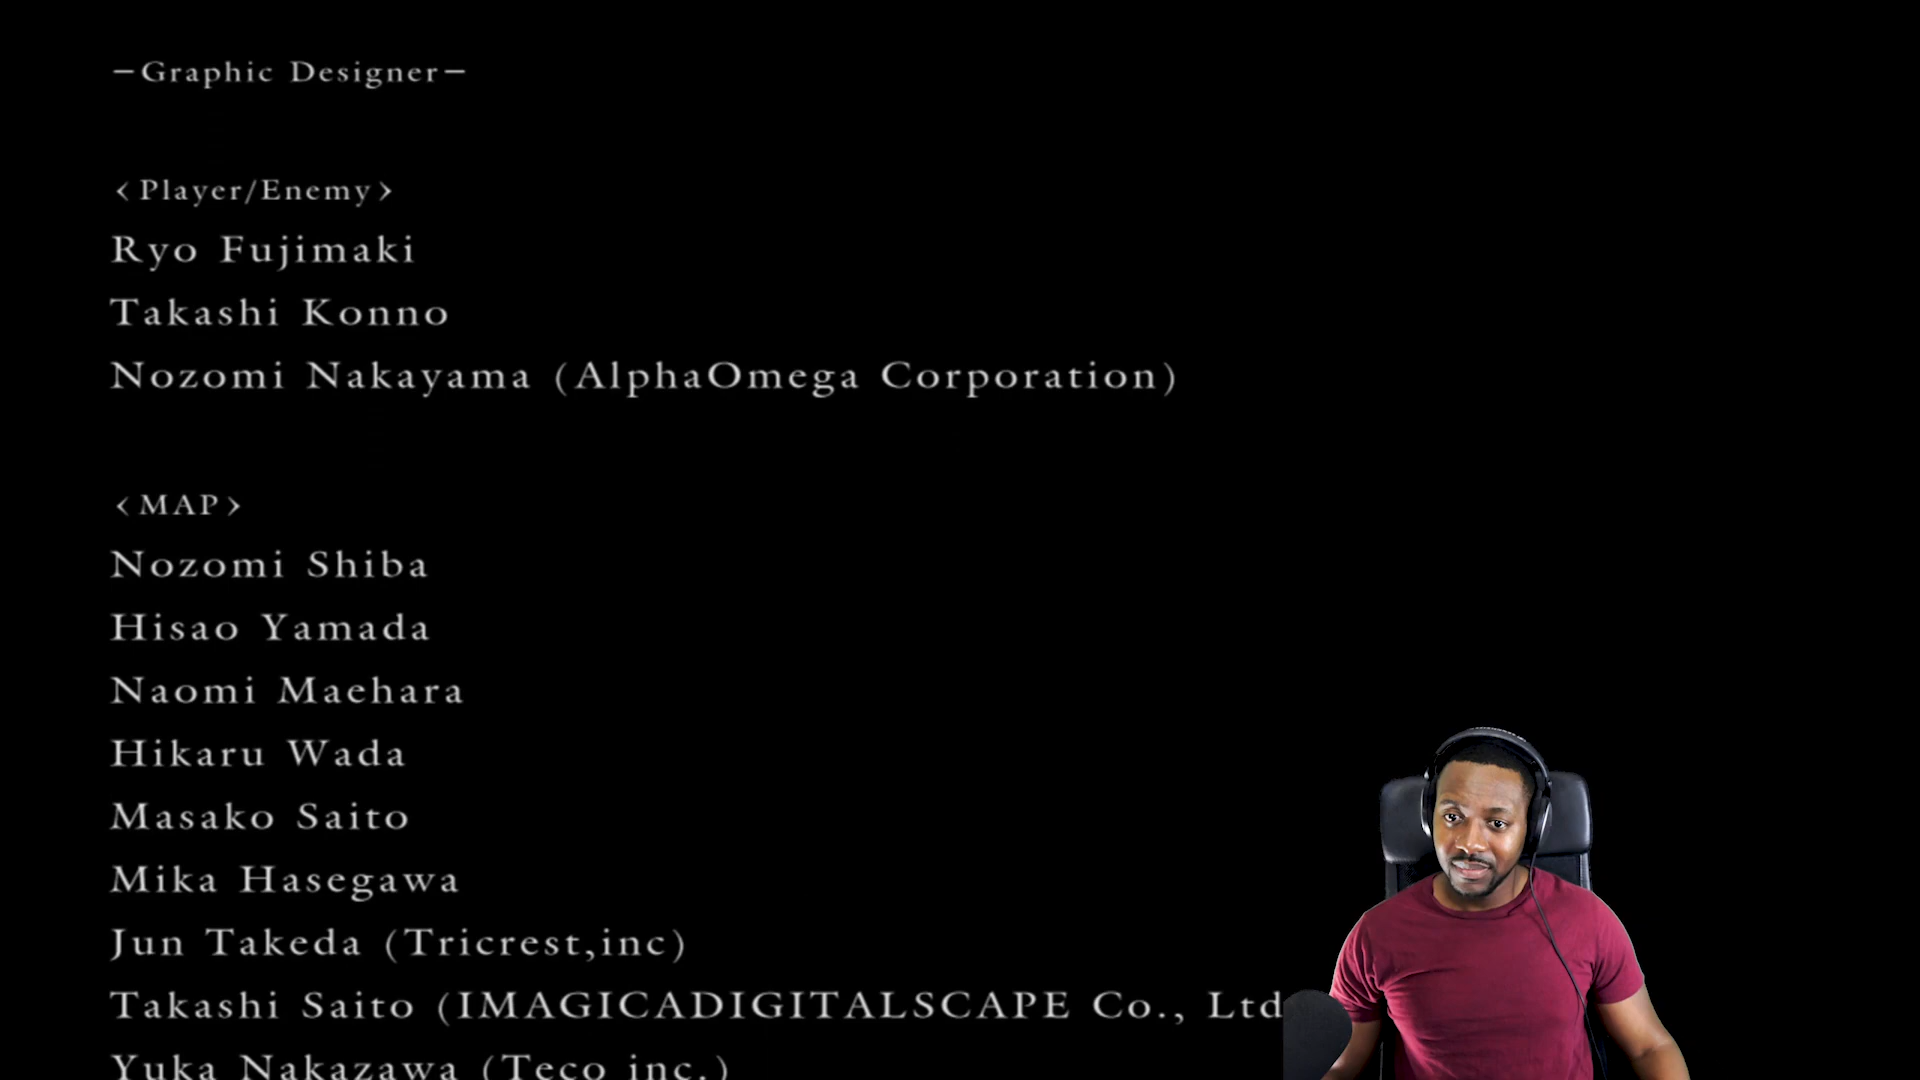 －Graphic Designer－
<Player/Enemy>
Ryo Fujimaki
Takashi Konno
Nozomi Nakayama (AlphaOmega Corporation)
<MAP>
Nozomi Shiba
Hisao Yamada
Naomi Maehara
Hikaru Wada
Masako Saito
Mika Hasegawa
Jun Takeda (Tricrest,inc)
Takashi Saito (IMAGICADIGITALSCAPE Co., Ltd
Yuka Nakazawa (Teco inc.)